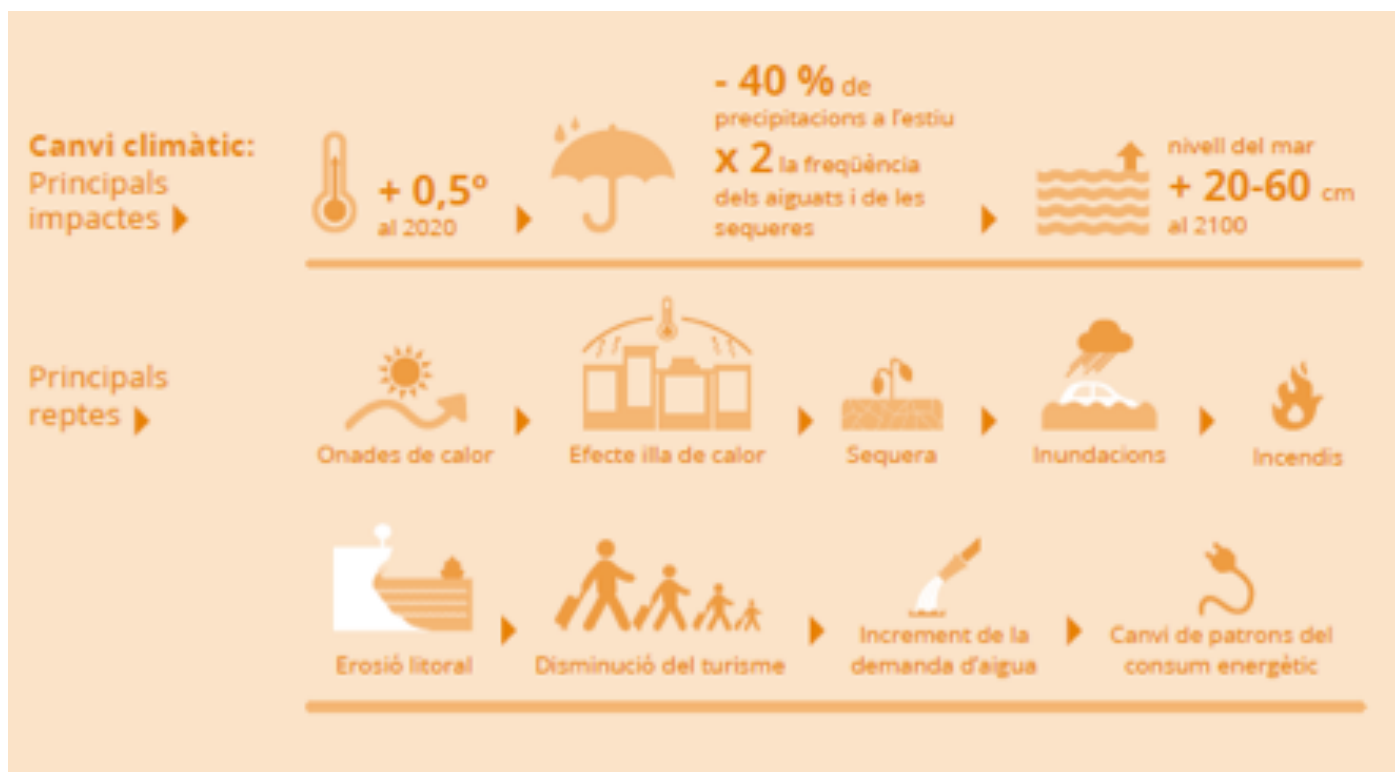 Canvi climàtic:
Principals
impactes
+ 0,5º
al 2020
- 40 % de
precipitacions a l'estiu
x 2 la freqüència
dels aiguats i de les
sequeres
nivell del mar
+ 20-60 cm
al 2100
Principals
reptes
Onades de calor
Efecte illa de calor
Sequera
Inundacions
Incendis
Erosió litoral
Disminució del turisme
Increment de la
demanda d'aigua
Canvi de patrons del
consum energètic